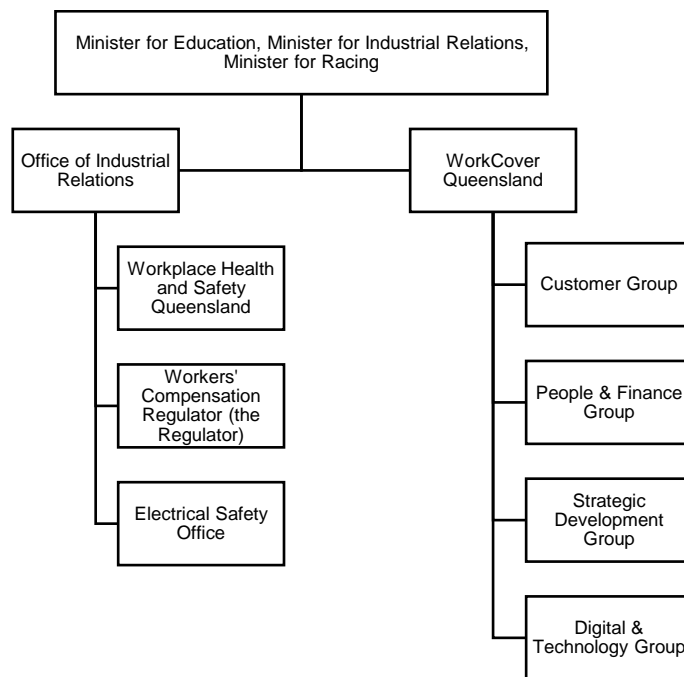 Minister for Education, Minister for Industrial Relations,
Minister for Racing
Office of Industrial
Relations
WorkCover
Queensland
Workplace Health
and Safety
Queensland
Workers'
Compensation
Regulator (the
Regulator)
Electrical Safety
Office
Customer Group
People & Finance
Group
Strategic
Development
Group
Digital &
Technology Group